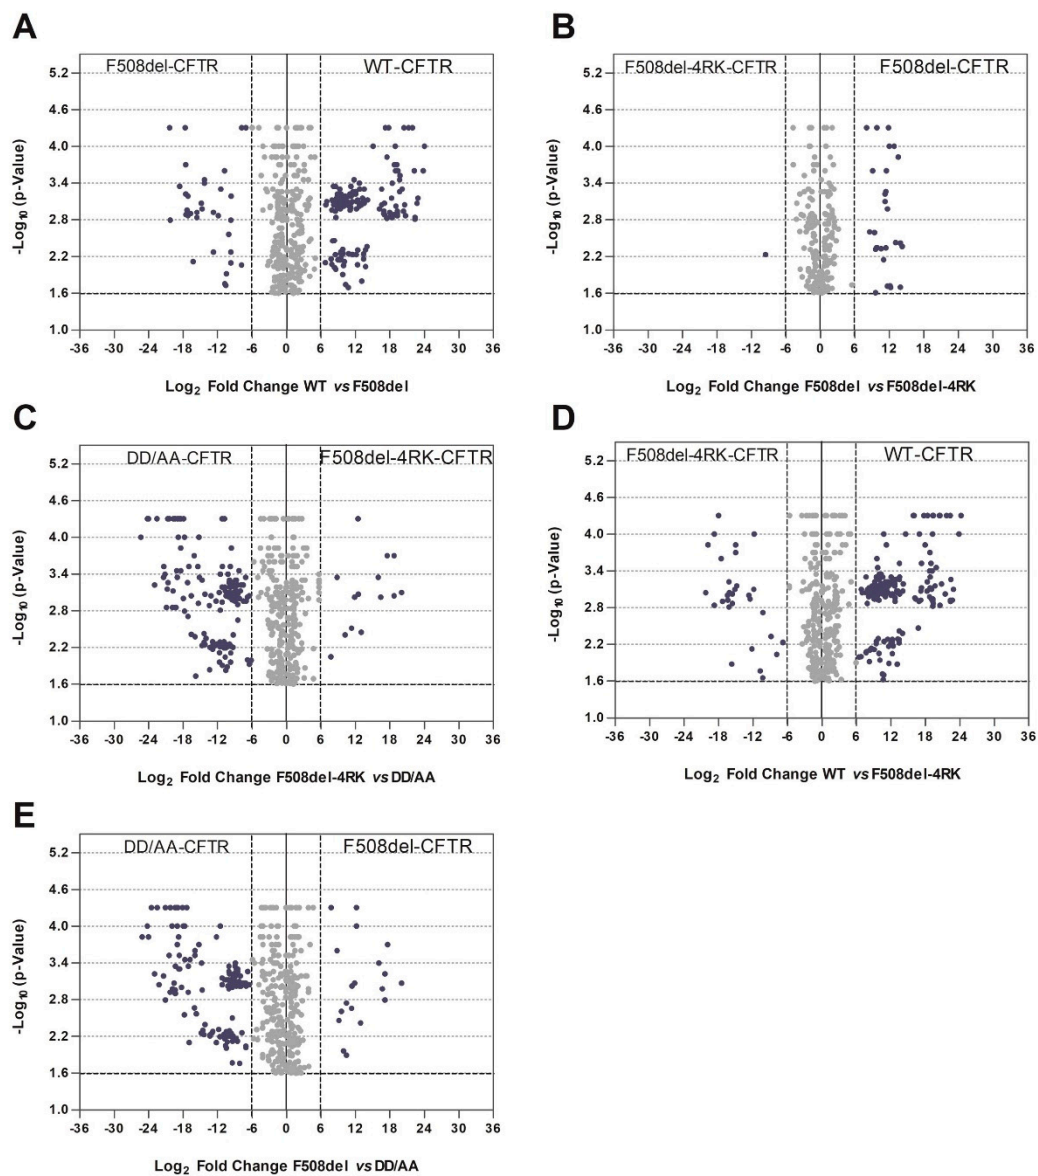 A
B
F508del-CFTR
WT-CFTR
F508del-4RK-CFTR
F508del-CFTR
5.2
4.6
4.0
3.4
2.8
2.2
1.6
1.0
-Log10 (p-Value)
-36 -30 -24 -18 -12 -6 0 6 12 18 24 30 36
Log2 Fold Change WT vs F508del
5.2
4.6
4.0
3.4
2.8
2.2
1.6
1.0
-Log10 (p-Value)
-36 -30 -24 -18 -12 -6 0 6 12 18 24 30 36
Log2 Fold Change F508del vs F508del-4RK
C
D
DD/AA-CFTR
F508del-4RK-CFTR
F508del-4RK-CFTR
WT-CFTR
5.2
4.6
4.0
3.4
2.8
2.2
1.6
1.0
-Log10 (p-Value)
-36 -30 -24 -18 -12 -6 0 6 12 18 24 30 36
Log2 Fold Change F508del-4RK vs DD/AA
5.2
4.6
4.0
3.4
2.8
2.2
1.6
1.0
-Log10 (p-Value)
-36 -30 -24 -18 -12 -6 0 6 12 18 24 30 36
Log2 Fold Change WT vs F508del-4RK
E
DD/AA-CFTR
F508del-CFTR
5.2
4.6
4.0
3.4
2.8
2.2
1.6
1.0
-Log10 (p-Value)
-36 -30 -24 -18 -12 -6 0 6 12 18 24 30 36
Log2 Fold Change F508del vs DD/AA